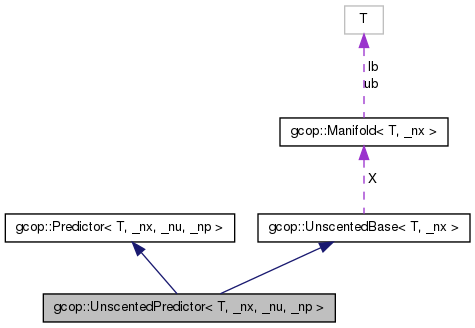 T
lb
ub
gcop::Manifold< T, _nx >
X
gcop::Predictor< T, _nx, _nu, _np >
gcop::UnscentedBase< T, _nx >
gcop::UnscentedPredictor< T, _nx, _nu, _np >